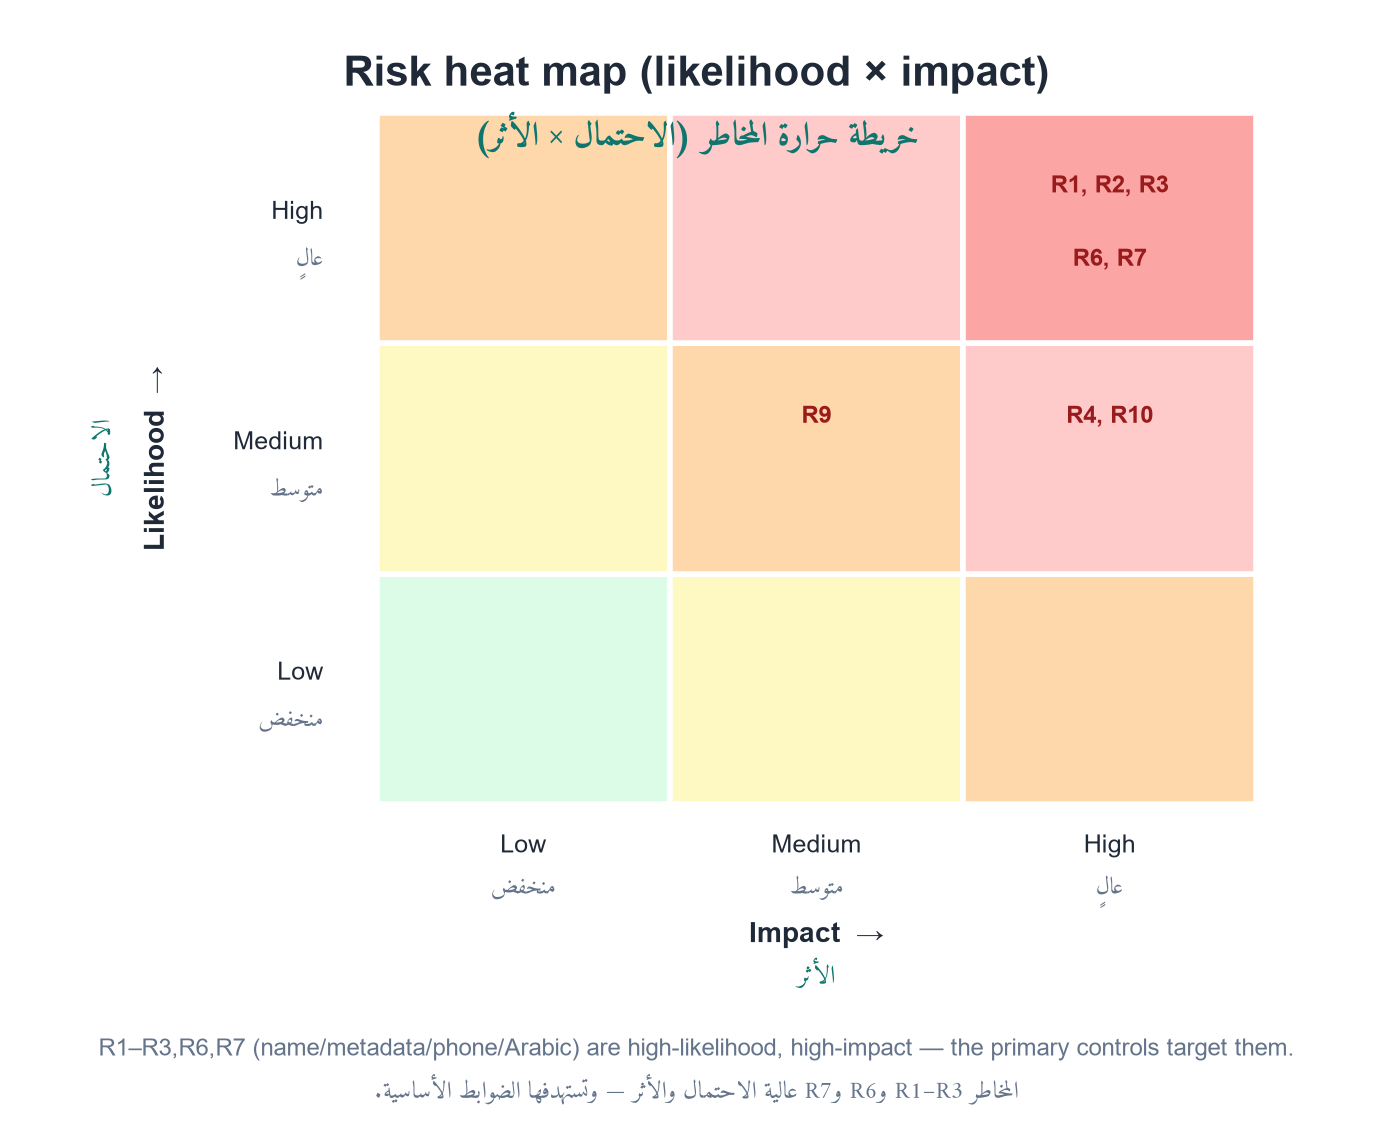 Risk heat map (likelihood × impact)
خريطة حرارة المخاطر (الاحتمال × الأثر)
High
عالٍ
R1, R2, R3
R6, R7
Likelihood →
الاحتمال
Medium
متوسط
R9
R4, R10
Low
منخفض
Low
منخفض
Medium
متوسط
High
عالٍ
Impact →
الأثر
R1–R3,R6,R7 (name/metadata/phone/Arabic) are high-likelihood, high-impact — the primary controls target them.
المخاطر R1–R3 وR6 وR7 عالية الاحتمال والأثر — وتستهدفها الضوابط الأساسية.